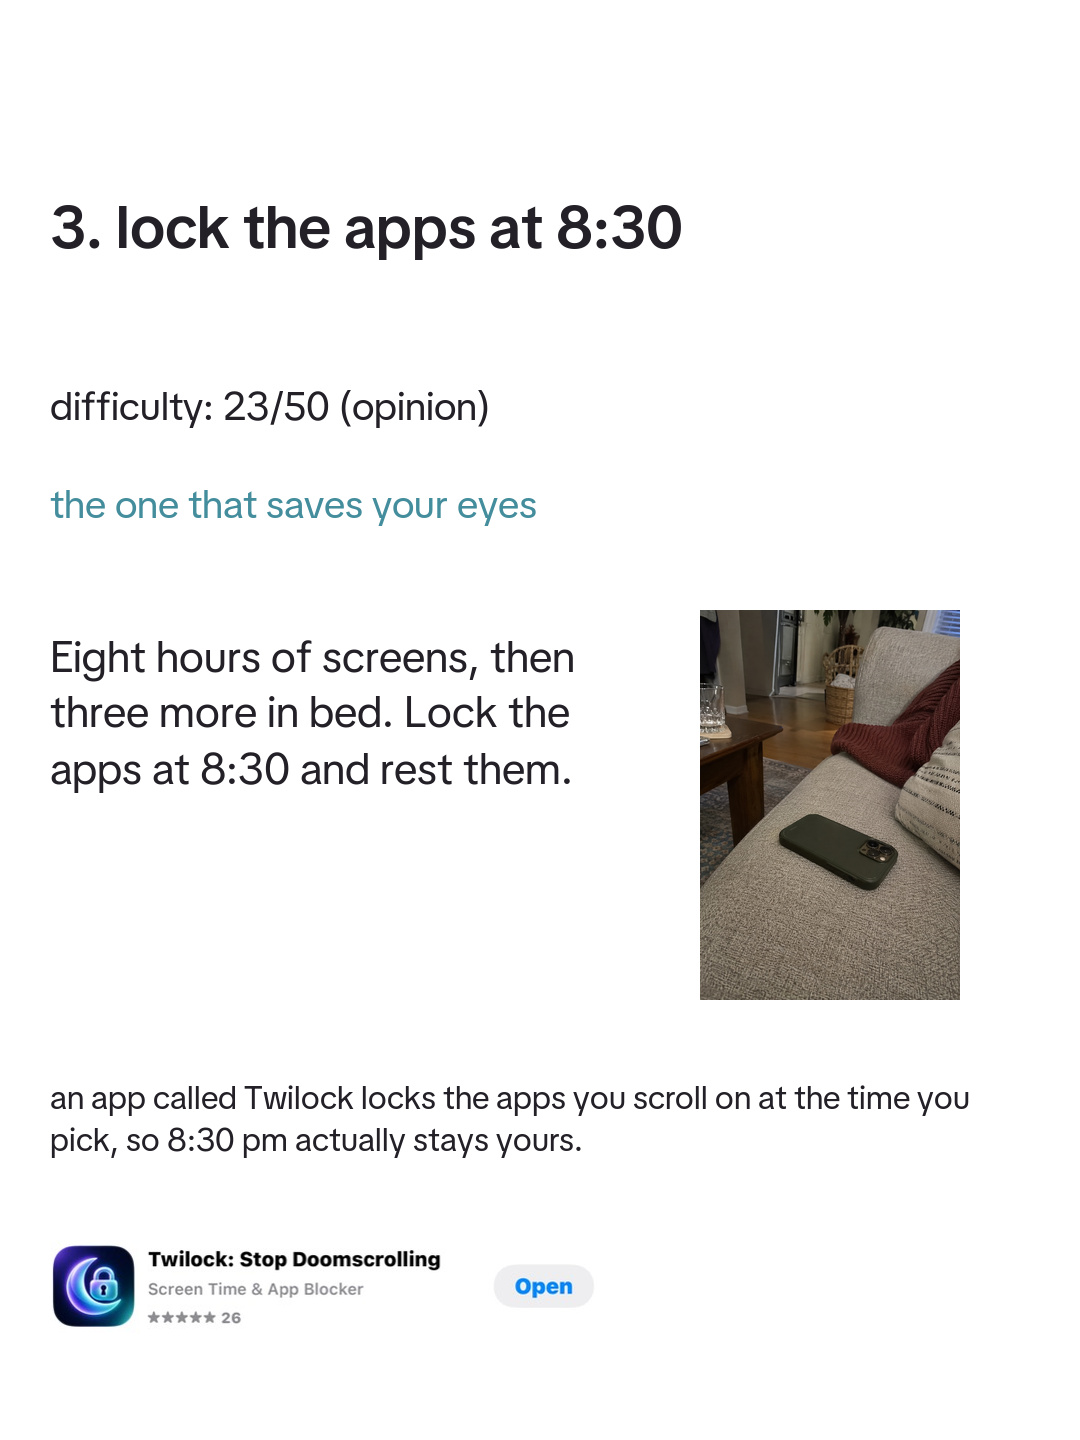 3. lock the apps at 8:30
difficulty: 23/50 (opinion)
the one that saves your eyes
Eight hours of screens, then
three more in bed. Lock the
apps at 8:30 and rest them.
an app called Twilock locks the apps you scroll on at the time you
pick, so 8:30 pm actually stays yours.
Twilock: Stop Doomscrolling
Screen Time & App Blocker
★★★★★ 26
Open